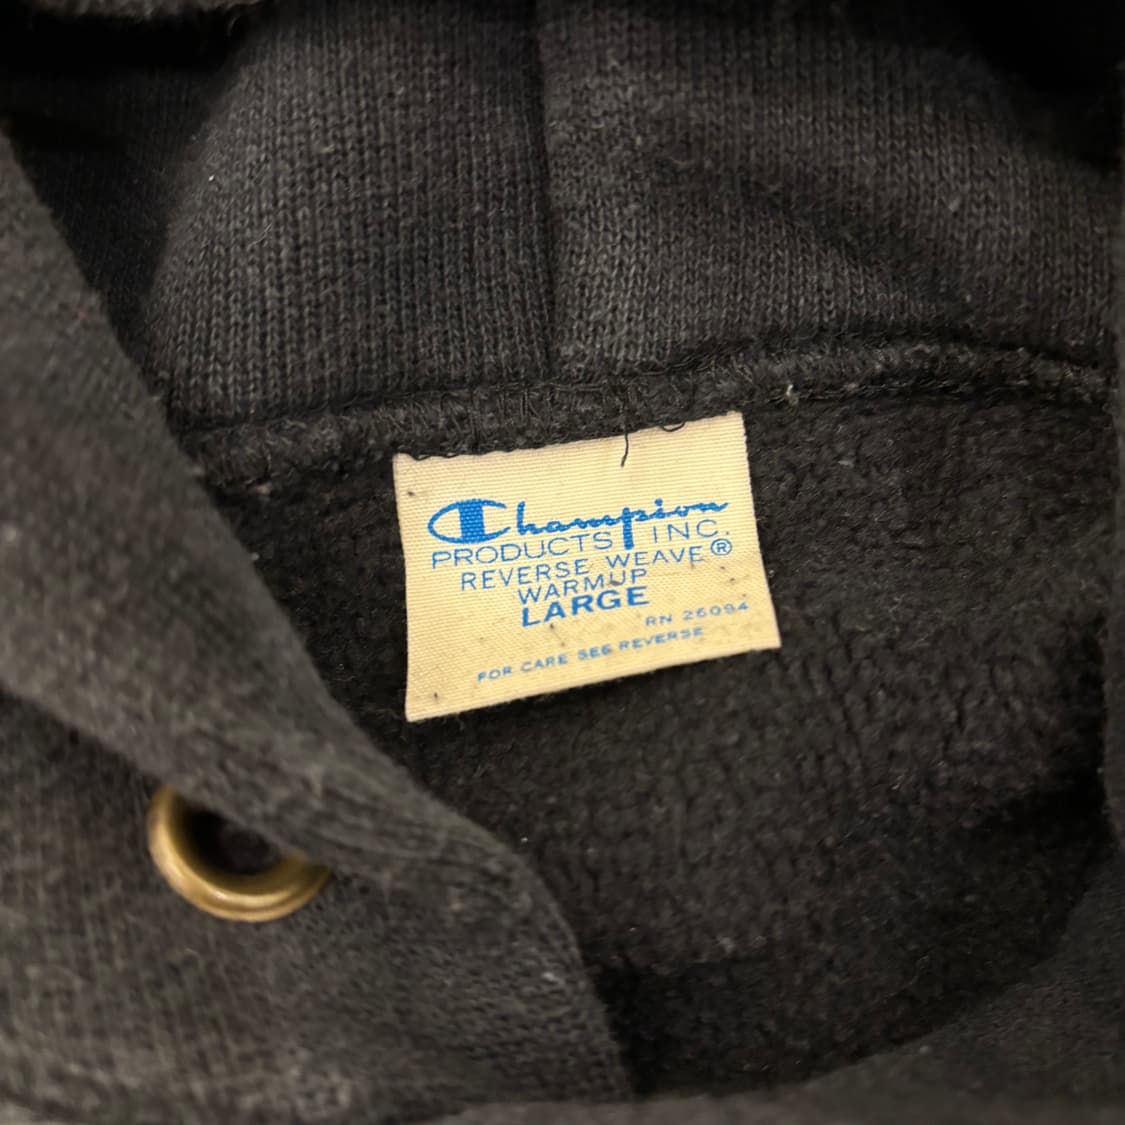 Champion
PRODUCTS INC.
REVERSE WEAVE®
WARMUP
LARGE
RN 26094
FOR CARE SEE REVERSE